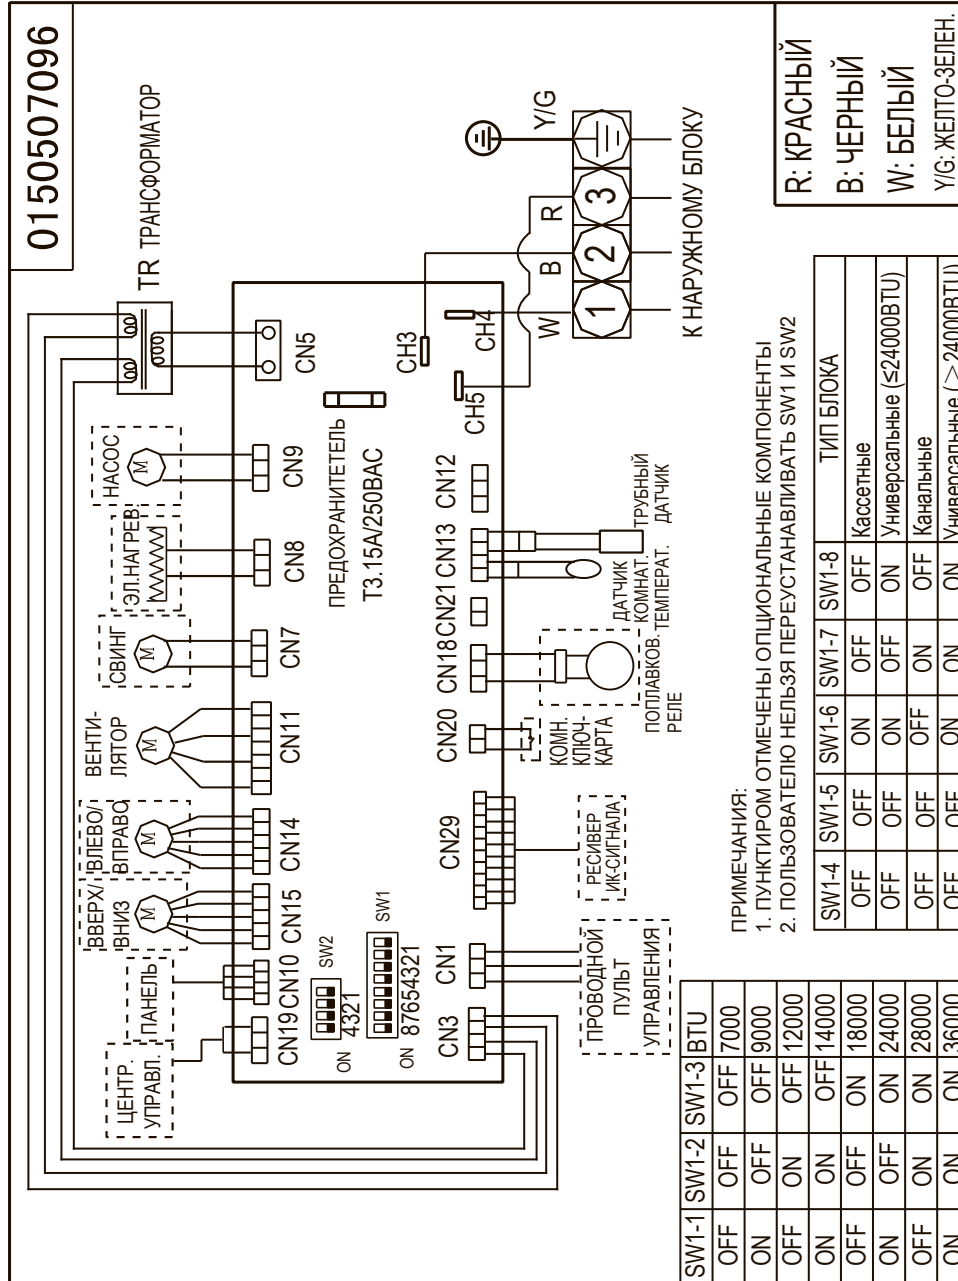 0150507096
TR ТРАНСФОРМАТОР
НАСОС
M
ЭЛ.НАГРЕВ
СВИНГ
M
ВЕНТИ-
ЛЯТОР
M
ВЛЕВО/
ВПРАВО
M
ВВЕРХ/
ВНИЗ
M
ПАНЕЛЬ
ЦЕНТР.
УПРАВЛ.
CN5
CN9
CN8
CN7
CN11
CN14
CN15
CN10
CN19
ПРЕДОХРАНИТЕТЕЛЬ
T3.15A/250BAC
SW2
4321
ON
SW1
87654321
ON
CH3
CH4
CH5
CN12
CN13
CN21
CN18
CN20
CN29
CN1
CN3
Y/G
R
B
W
1
2
3
К НАРУЖНОМУ БЛОКУ
ТРУБНЫЙ
ДАТЧИК
ДАТЧИК
КОМНАТ.
ТЕМПЕРАТ.
ПОПЛАВКОВ.
РЕЛЕ
КОМН.
КЛЮЧ-
КАРТА
РЕСИВЕР
ИК-СИГНАЛА
ПРОВОДНОЙ
ПУЛЬТ
УПРАВЛЕНИЯ
R: КРАСНЫЙ
B: ЧЕРНЫЙ
W: БЕЛЫЙ
Y/G: ЖЕЛТО-ЗЕЛЕН.
ПРИМЕЧАНИЯ:
1. ПУНКТИРОМ ОТМЕЧЕНЫ ОПЦИОНАЛЬНЫЕ КОМПОНЕНТЫ
2. ПОЛЬЗОВАТЕЛЮ НЕЛЬЗЯ ПЕРЕУСТАНАВЛИВАТЬ SW1 И SW2
SW1-1 SW1-2 SW1-3 BTU
OFF OFF OFF 7000
ON OFF OFF 9000
OFF ON OFF 12000
ON ON OFF 14000
OFF OFF ON 18000
ON OFF ON 24000
OFF ON ON 28000
ON ON ON 36000
SW1-4 SW1-5 SW1-6 SW1-7 SW1-8 ТИП БЛОКА
OFF OFF ON OFF OFF Кассетные
OFF OFF ON OFF ON Универсальные (≤24000BTU)
OFF OFF OFF ON OFF Канальные
OFF OFF ON ON ON Универсальные (>24000BTU)